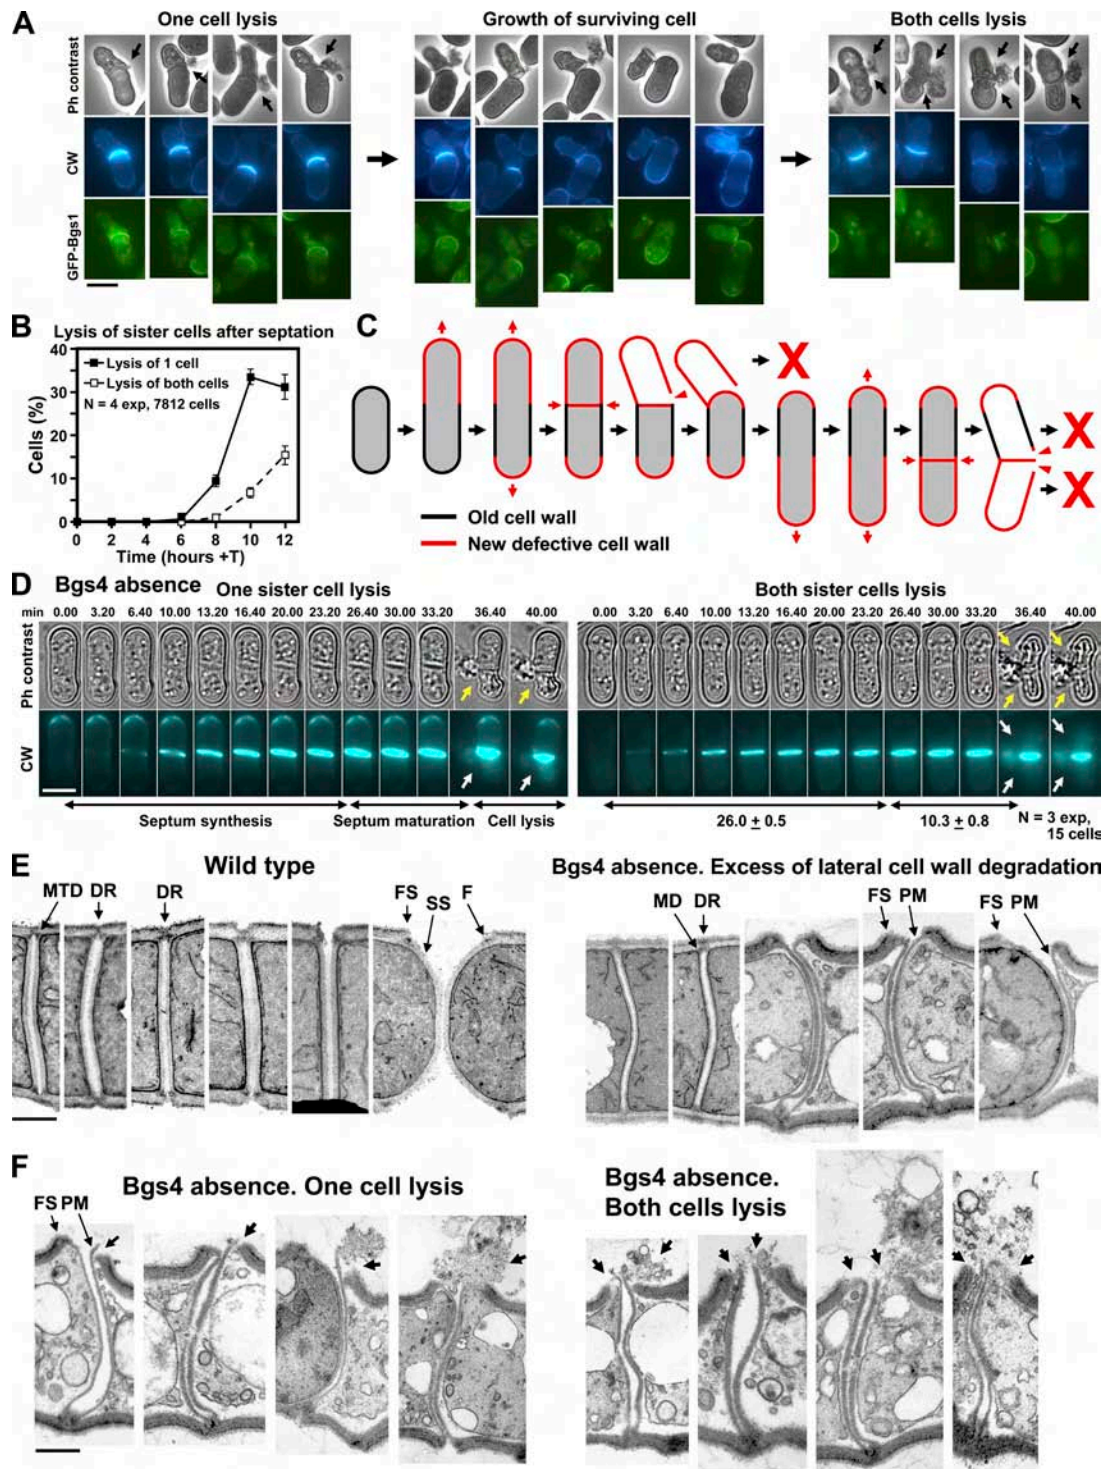 A
One cell lysis
Growth of surviving cell
Both cells lysis
Ph contrast
CW
GFP-Bgs1
B
Lysis of sister cells after septation
40
30
20
10
0
Cells (%)
Lysis of 1 cell
Lysis of both cells
N = 4 exp, 7812 cells
0 2 4 6 8 10 12
Time (hours +T)
C
X
X
X
Old cell wall
New defective cell wall
D
Bgs4 absence
One sister cell lysis
Both sister cells lysis
min 0.00 3.20 6.40 10.00 13.20 16.40 20.00 23.20 26.40 30.00 33.20 36.40 40.00
0.00 3.20 6.40 10.00 13.20 16.40 20.00 23.20 26.40 30.00 33.20 36.40 40.00
Ph contrast
CW
Septum synthesis
Septum maturation
Cell lysis
26.0 ± 0.5
10.3 ± 0.8
N = 3 exp,
15 cells
E
Wild type
MTD DR
DR
FS
SS
F
Bgs4 absence. Excess of lateral cell wall degradation
MD DR
FS PM
FS PM
F
Bgs4 absence. One cell lysis
FS PM
Bgs4 absence.
Both cells lysis